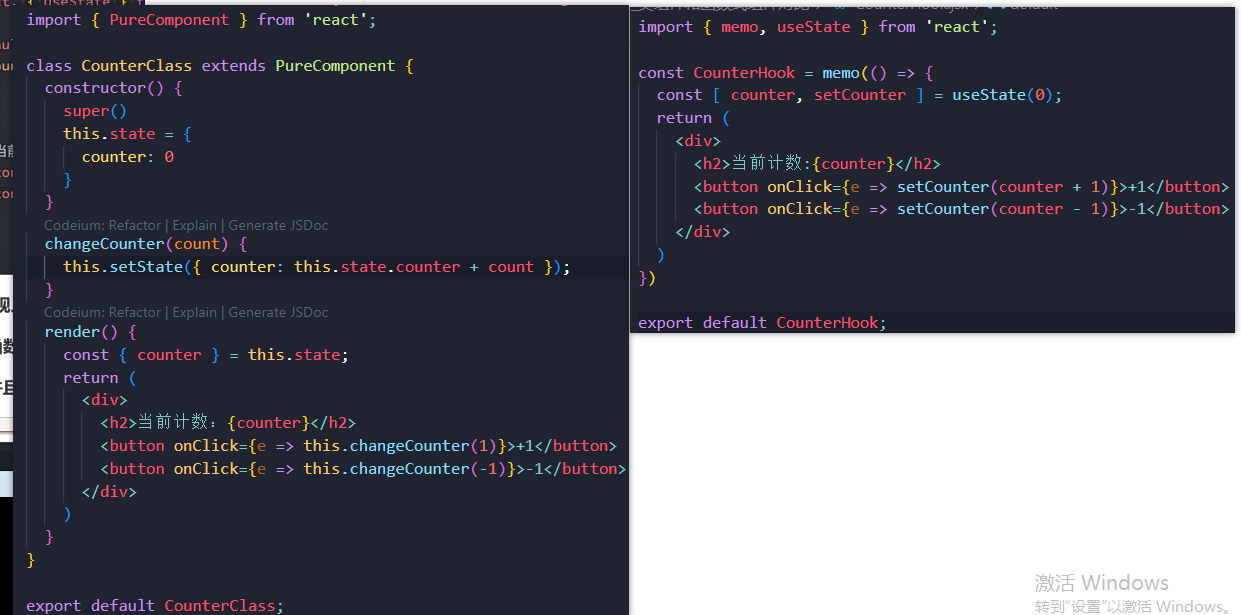 import { PureComponent } from 'react';
class CounterClass extends PureComponent {
constructor() {
super()
this.state = {
counter: 0
}
}
Codeium: Refactor | Explain | Generate JSDoc
changeCounter(count) {
this.setState({ counter: this.state.counter + count });
}
Codeium: Refactor | Explain | Generate JSDoc
render() {
const { counter } = this.state;
return (
<div>
<h2>当前计数：{counter}</h2>
<button onClick={e => this.changeCounter(1)}>+1</button>
<button onClick={e => this.changeCounter(-1)}>-1</button>
</div>
)
}
}
export default CounterClass;
import { memo, useState } from 'react';
const CounterHook = memo(() => {
const [ counter, setCounter ] = useState(0);
return (
<div>
<h2>当前计数:{counter}</h2>
<button onClick={e => setCounter(counter + 1)}>+1</button>
<button onClick={e => setCounter(counter - 1)}>-1</button>
</div>
)
})
export default CounterHook;
激活 Windows
转到"设置"以激活 Windows。